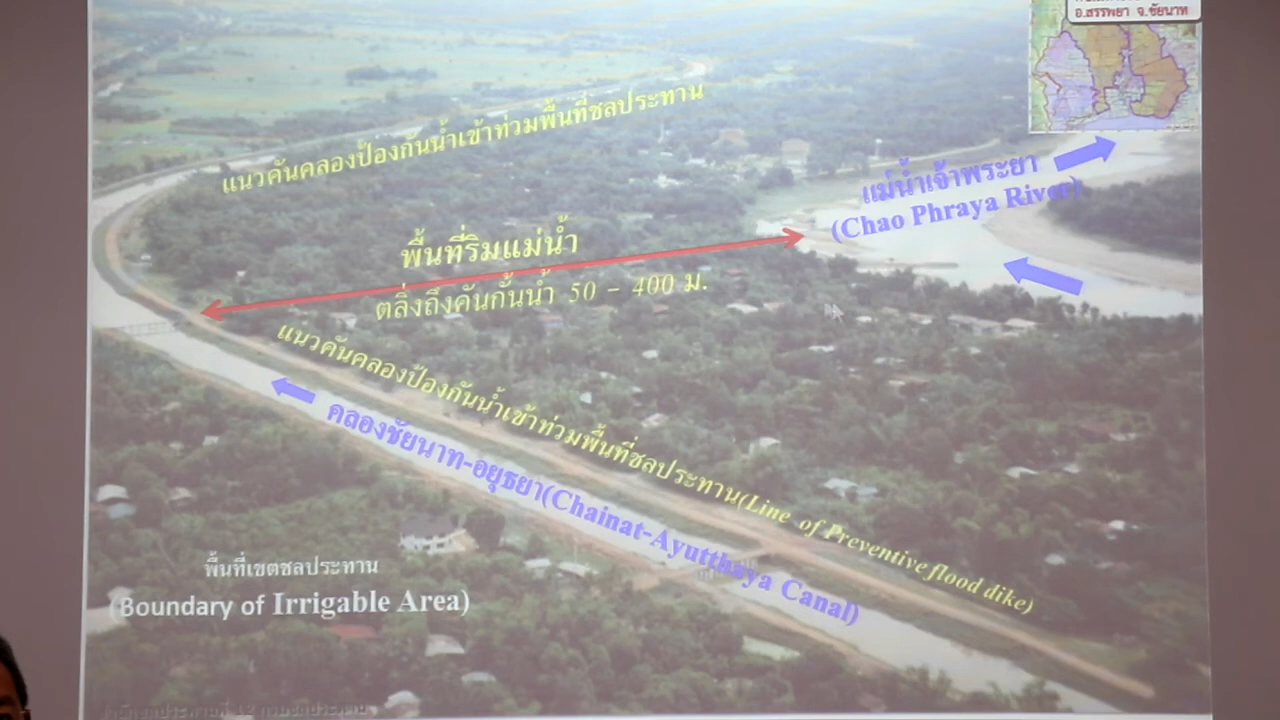 อ.สรรพยา จ.ชัยนาท
แนวคันคลองป้องกันน้ำเข้าท่วมพื้นที่ชลประทาน
แม่น้ำเจ้าพระยา
(Chao Phraya River)
พื้นที่ริมแม่น้ำ
ตลิ่งถึงคันกั้นน้ำ 50 - 400 ม.
แนวคันคลองป้องกันน้ำเข้าท่วมพื้นที่ชลประทาน(Line of Preventive flood dike)
คลองชัยนาท-อยุธยา(Chainat-Ayutthaya Canal)
พื้นที่เขตชลประทาน
(Boundary of Irrigable Area)